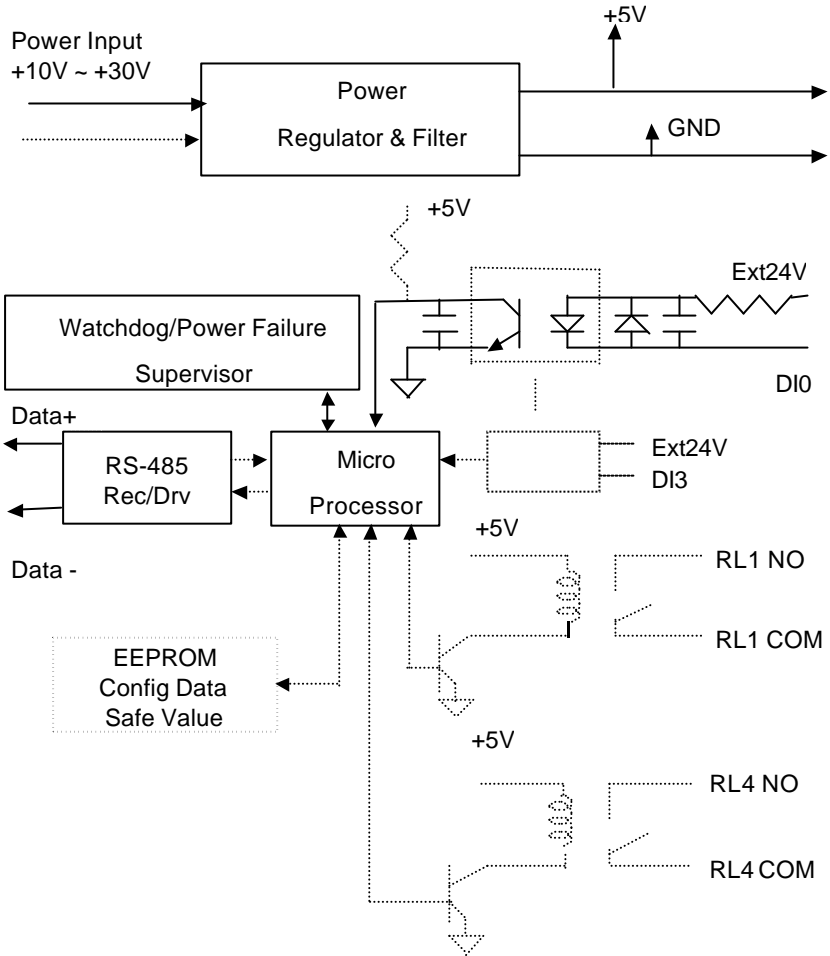 +5V
Power Input
+10V ~ +30V
Power
Regulator & Filter
GND
+5V
Ext24V
Watchdog/Power Failure
Supervisor
DI0
Data+
RS-485
Rec/Drv
Micro
Processor
Ext24V
DI3
+5V
Data -
RL1 NO
RL1 COM
EEPROM
Config Data
Safe Value
+5V
RL4 NO
RL4 COM